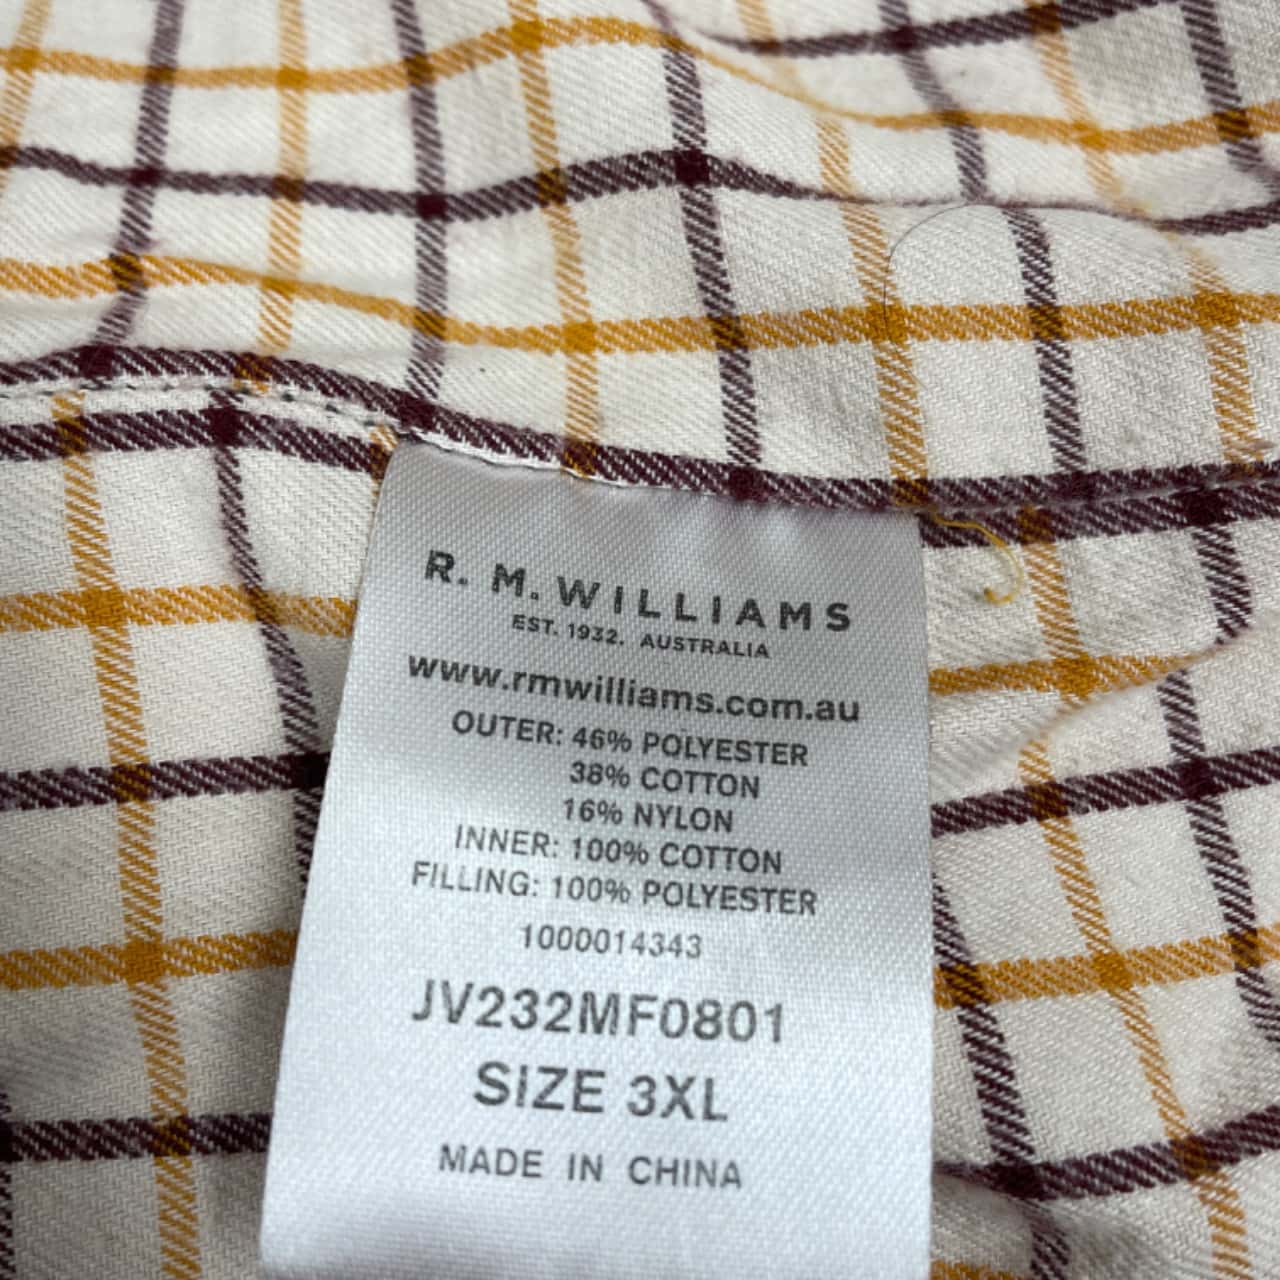 R. M. WILLIAMS
EST. 1932. AUSTRALIA
www.rmwilliams.com.au
OUTER: 46% POLYESTER
38% COTTON
16% NYLON
INNER: 100% COTTON
FILLING: 100% POLYESTER
1000014343
JV232MF0801
SIZE 3XL
MADE IN CHINA